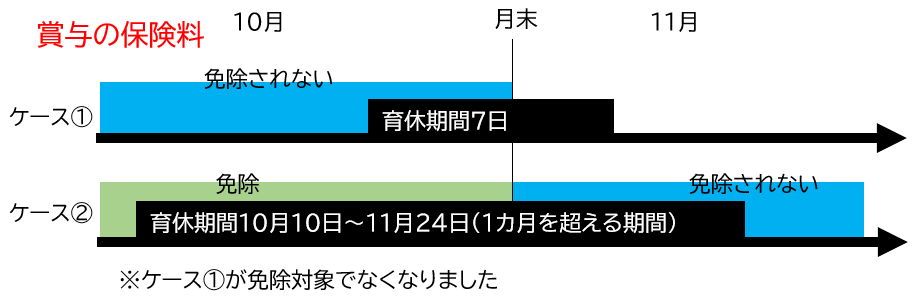 賞与の保険料
10月
月末
11月
免除されない
ケース①
育休期間7日
免除
免除されない
ケース②
育休期間10月10日～11月24日(1カ月を超える期間)
※ケース①が免除対象でなくなりました